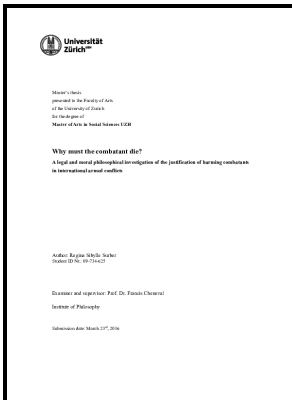 Universität
Zürich UZH
Master's thesis
presented to the Faculty of Arts
of the University of Zurich
for the degree of
Master of Arts in Social Sciences UZH
Why must the combatant die?
A legal and moral philosophical investigation of the justification of harming combatants
in international armed conflicts
Author: Regina Sibylla Surber
Student ID Nr.: 09-734-625
Examiner and supervisor: Prof. Dr. Francis Cheneval
Institute of Philosophy
Submission date: March 23rd, 2016